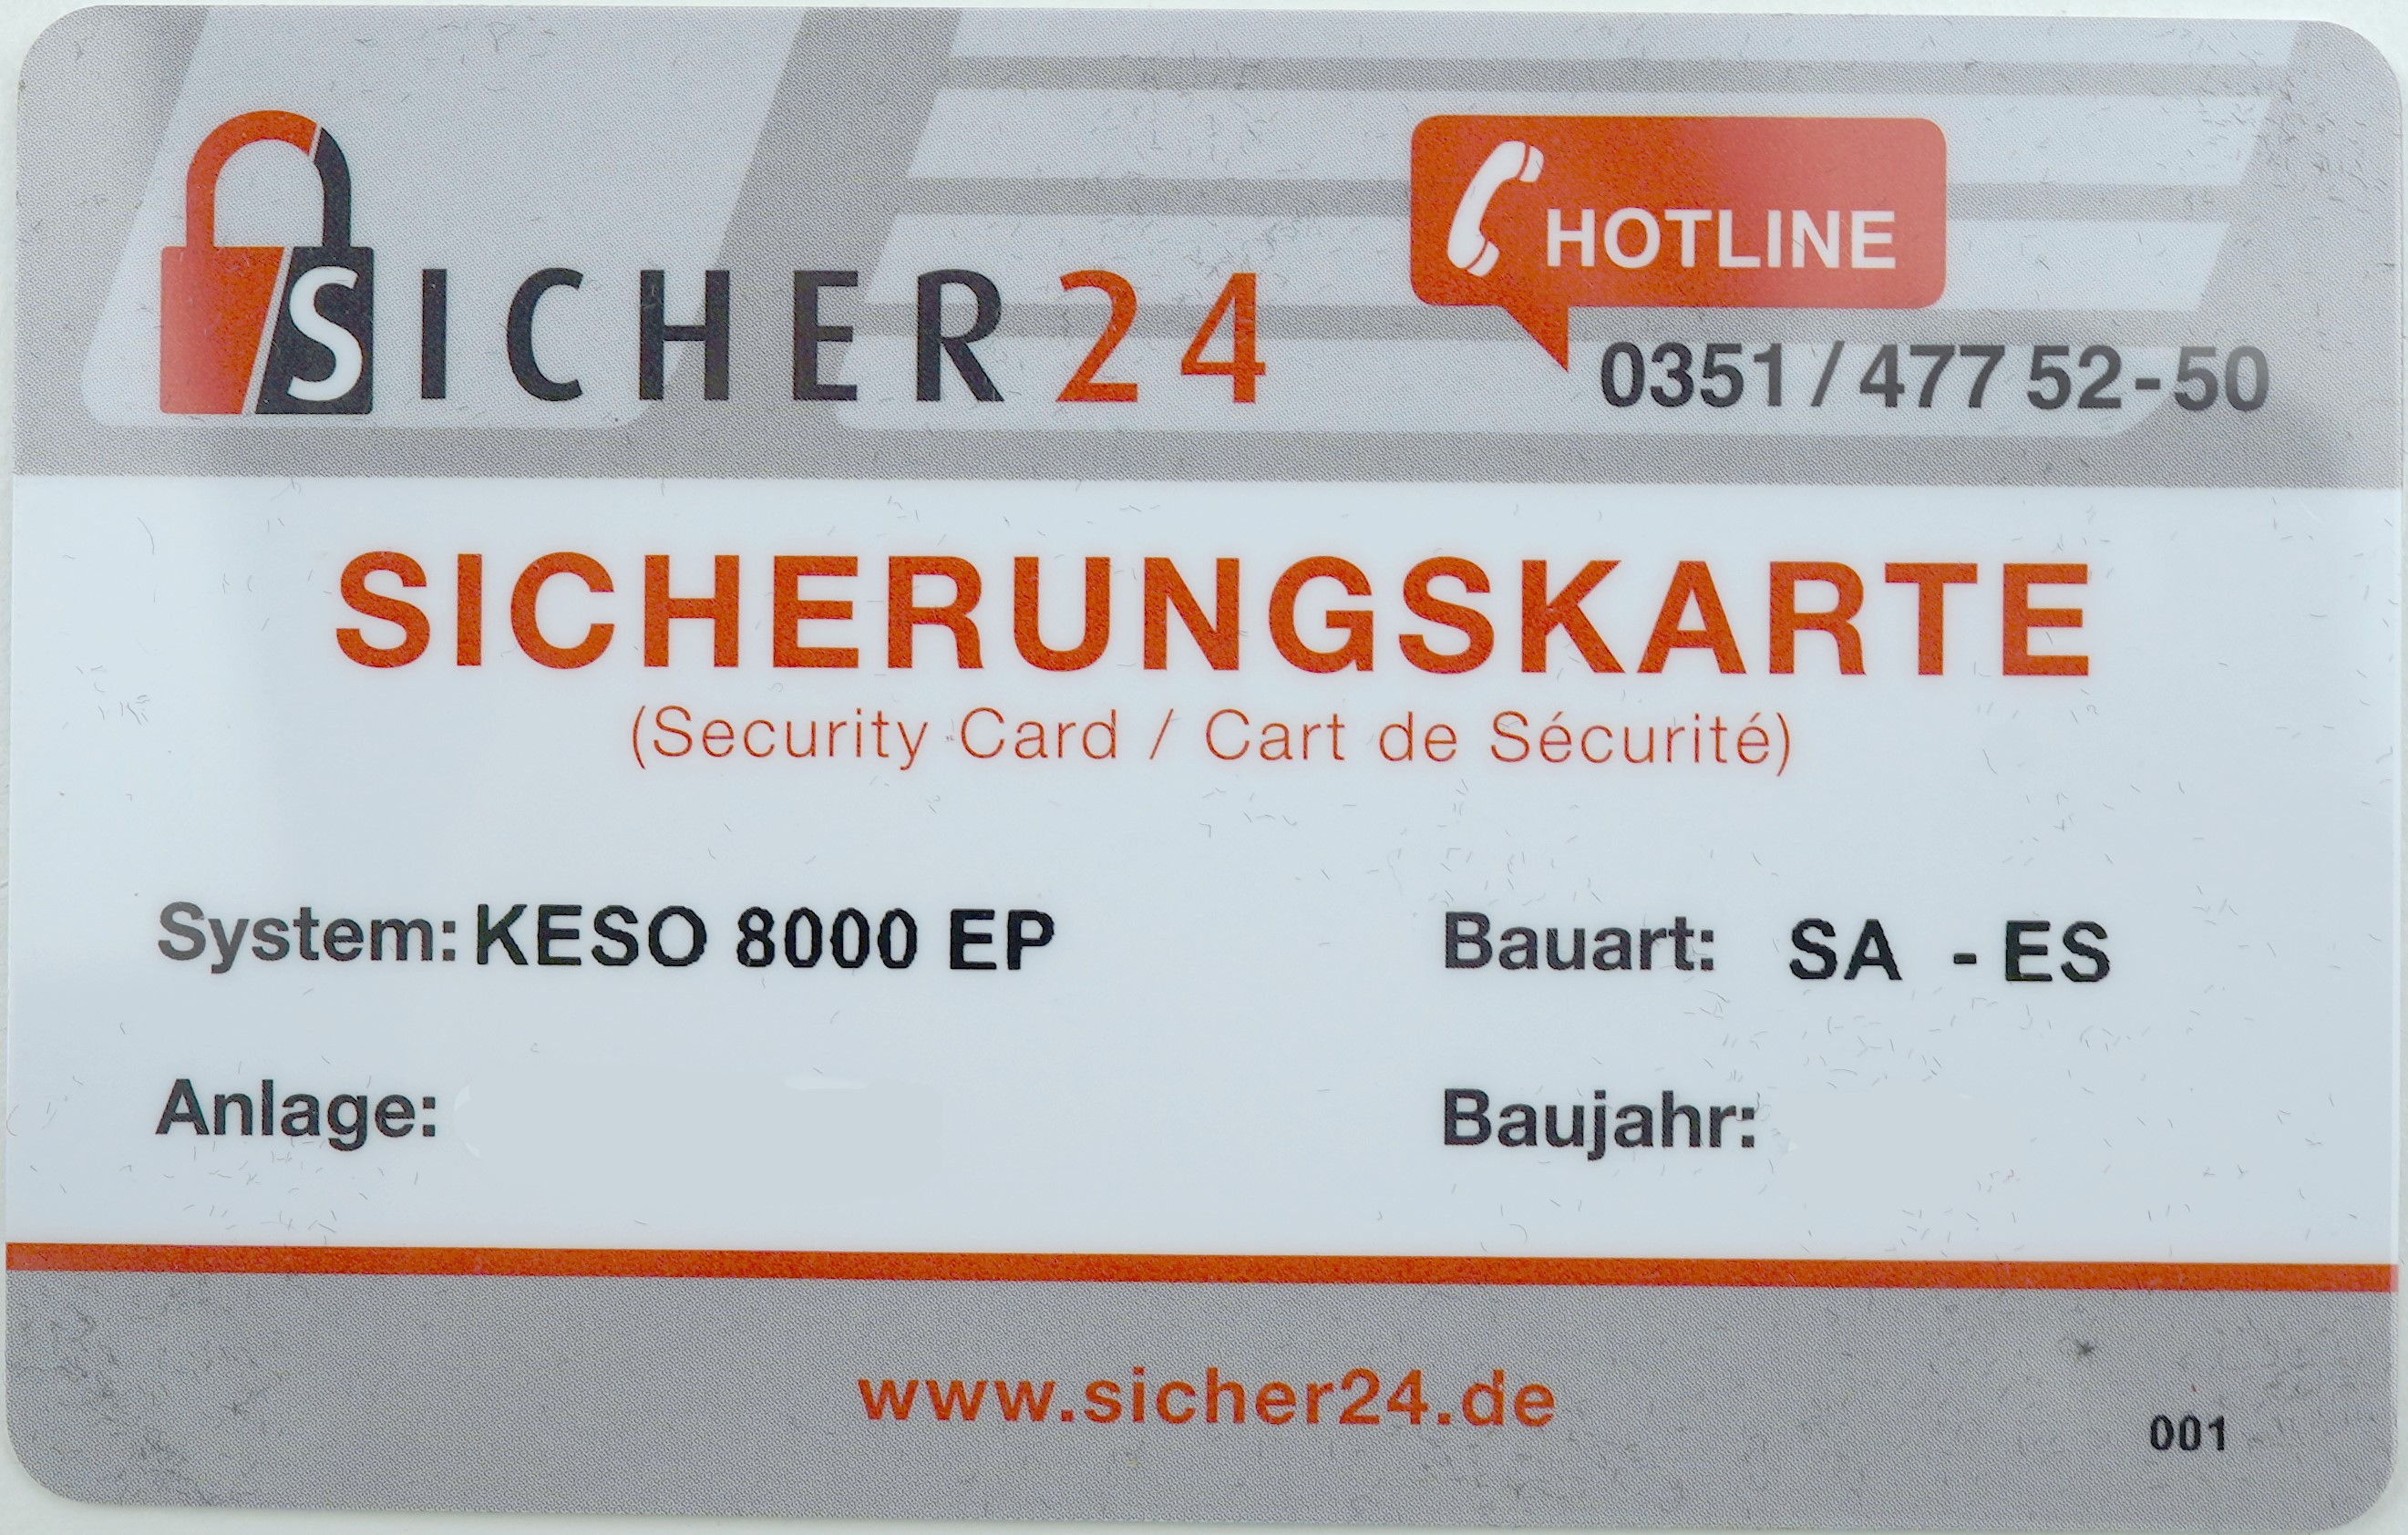 SICHER24
HOTLINE
0351/477 52-50
SICHERUNGSKARTE
(Security Card / Cart de Sécurité)
System: KESO 8000 EP
Bauart: SA - ES
Anlage:
Baujahr:
www.sicher24.de
001